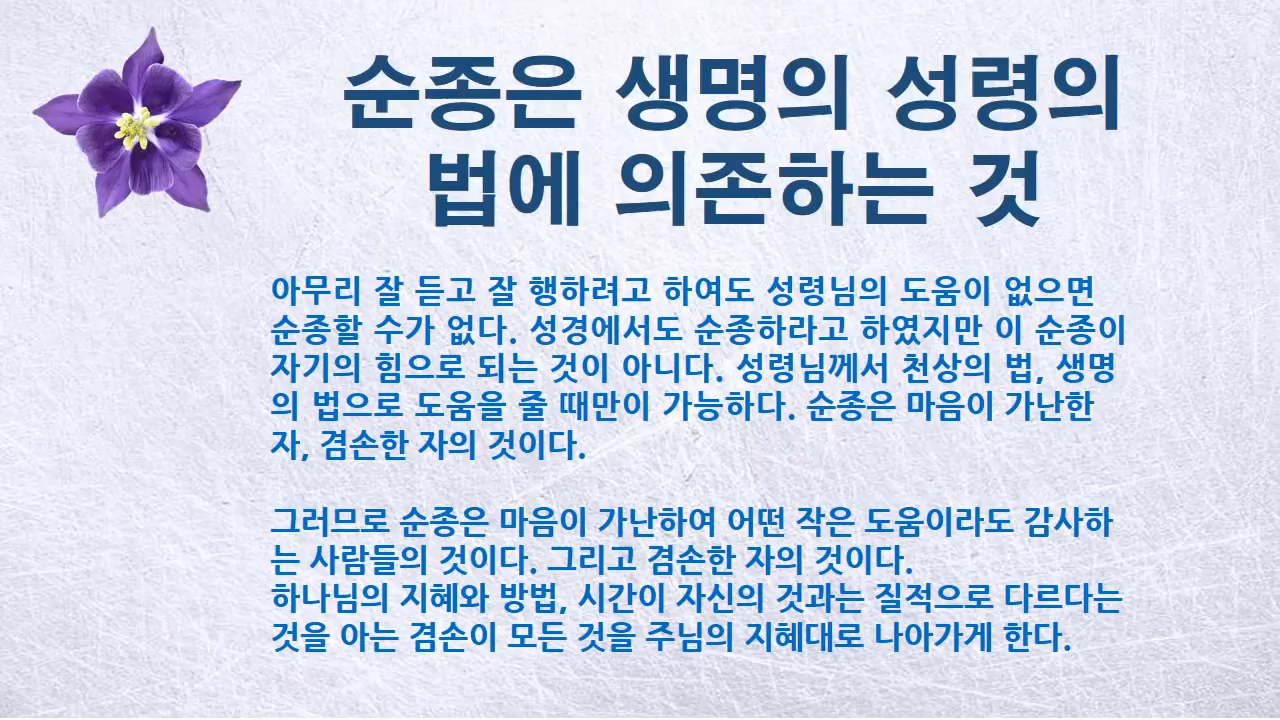 순종은 생명의 성령의
법에 의존하는 것
아무리 잘 듣고 잘 행하려고 하여도 성령님의 도움이 없으면
순종할 수가 없다. 성경에서도 순종하라고 하였지만 이 순종이
자기의 힘으로 되는 것이 아니다. 성령님께서 천상의 법, 생명
의 법으로 도움을 줄 때만이 가능하다. 순종은 마음이 가난한
자, 겸손한 자의 것이다.
그러므로 순종은 마음이 가난하여 어떤 작은 도움이라도 감사하
는 사람들의 것이다. 그리고 겸손한 자의 것이다.
하나님의 지혜와 방법, 시간이 자신의 것과는 질적으로 다르다는
것을 아는 겸손이 모든 것을 주님의 지혜대로 나아가게 한다.